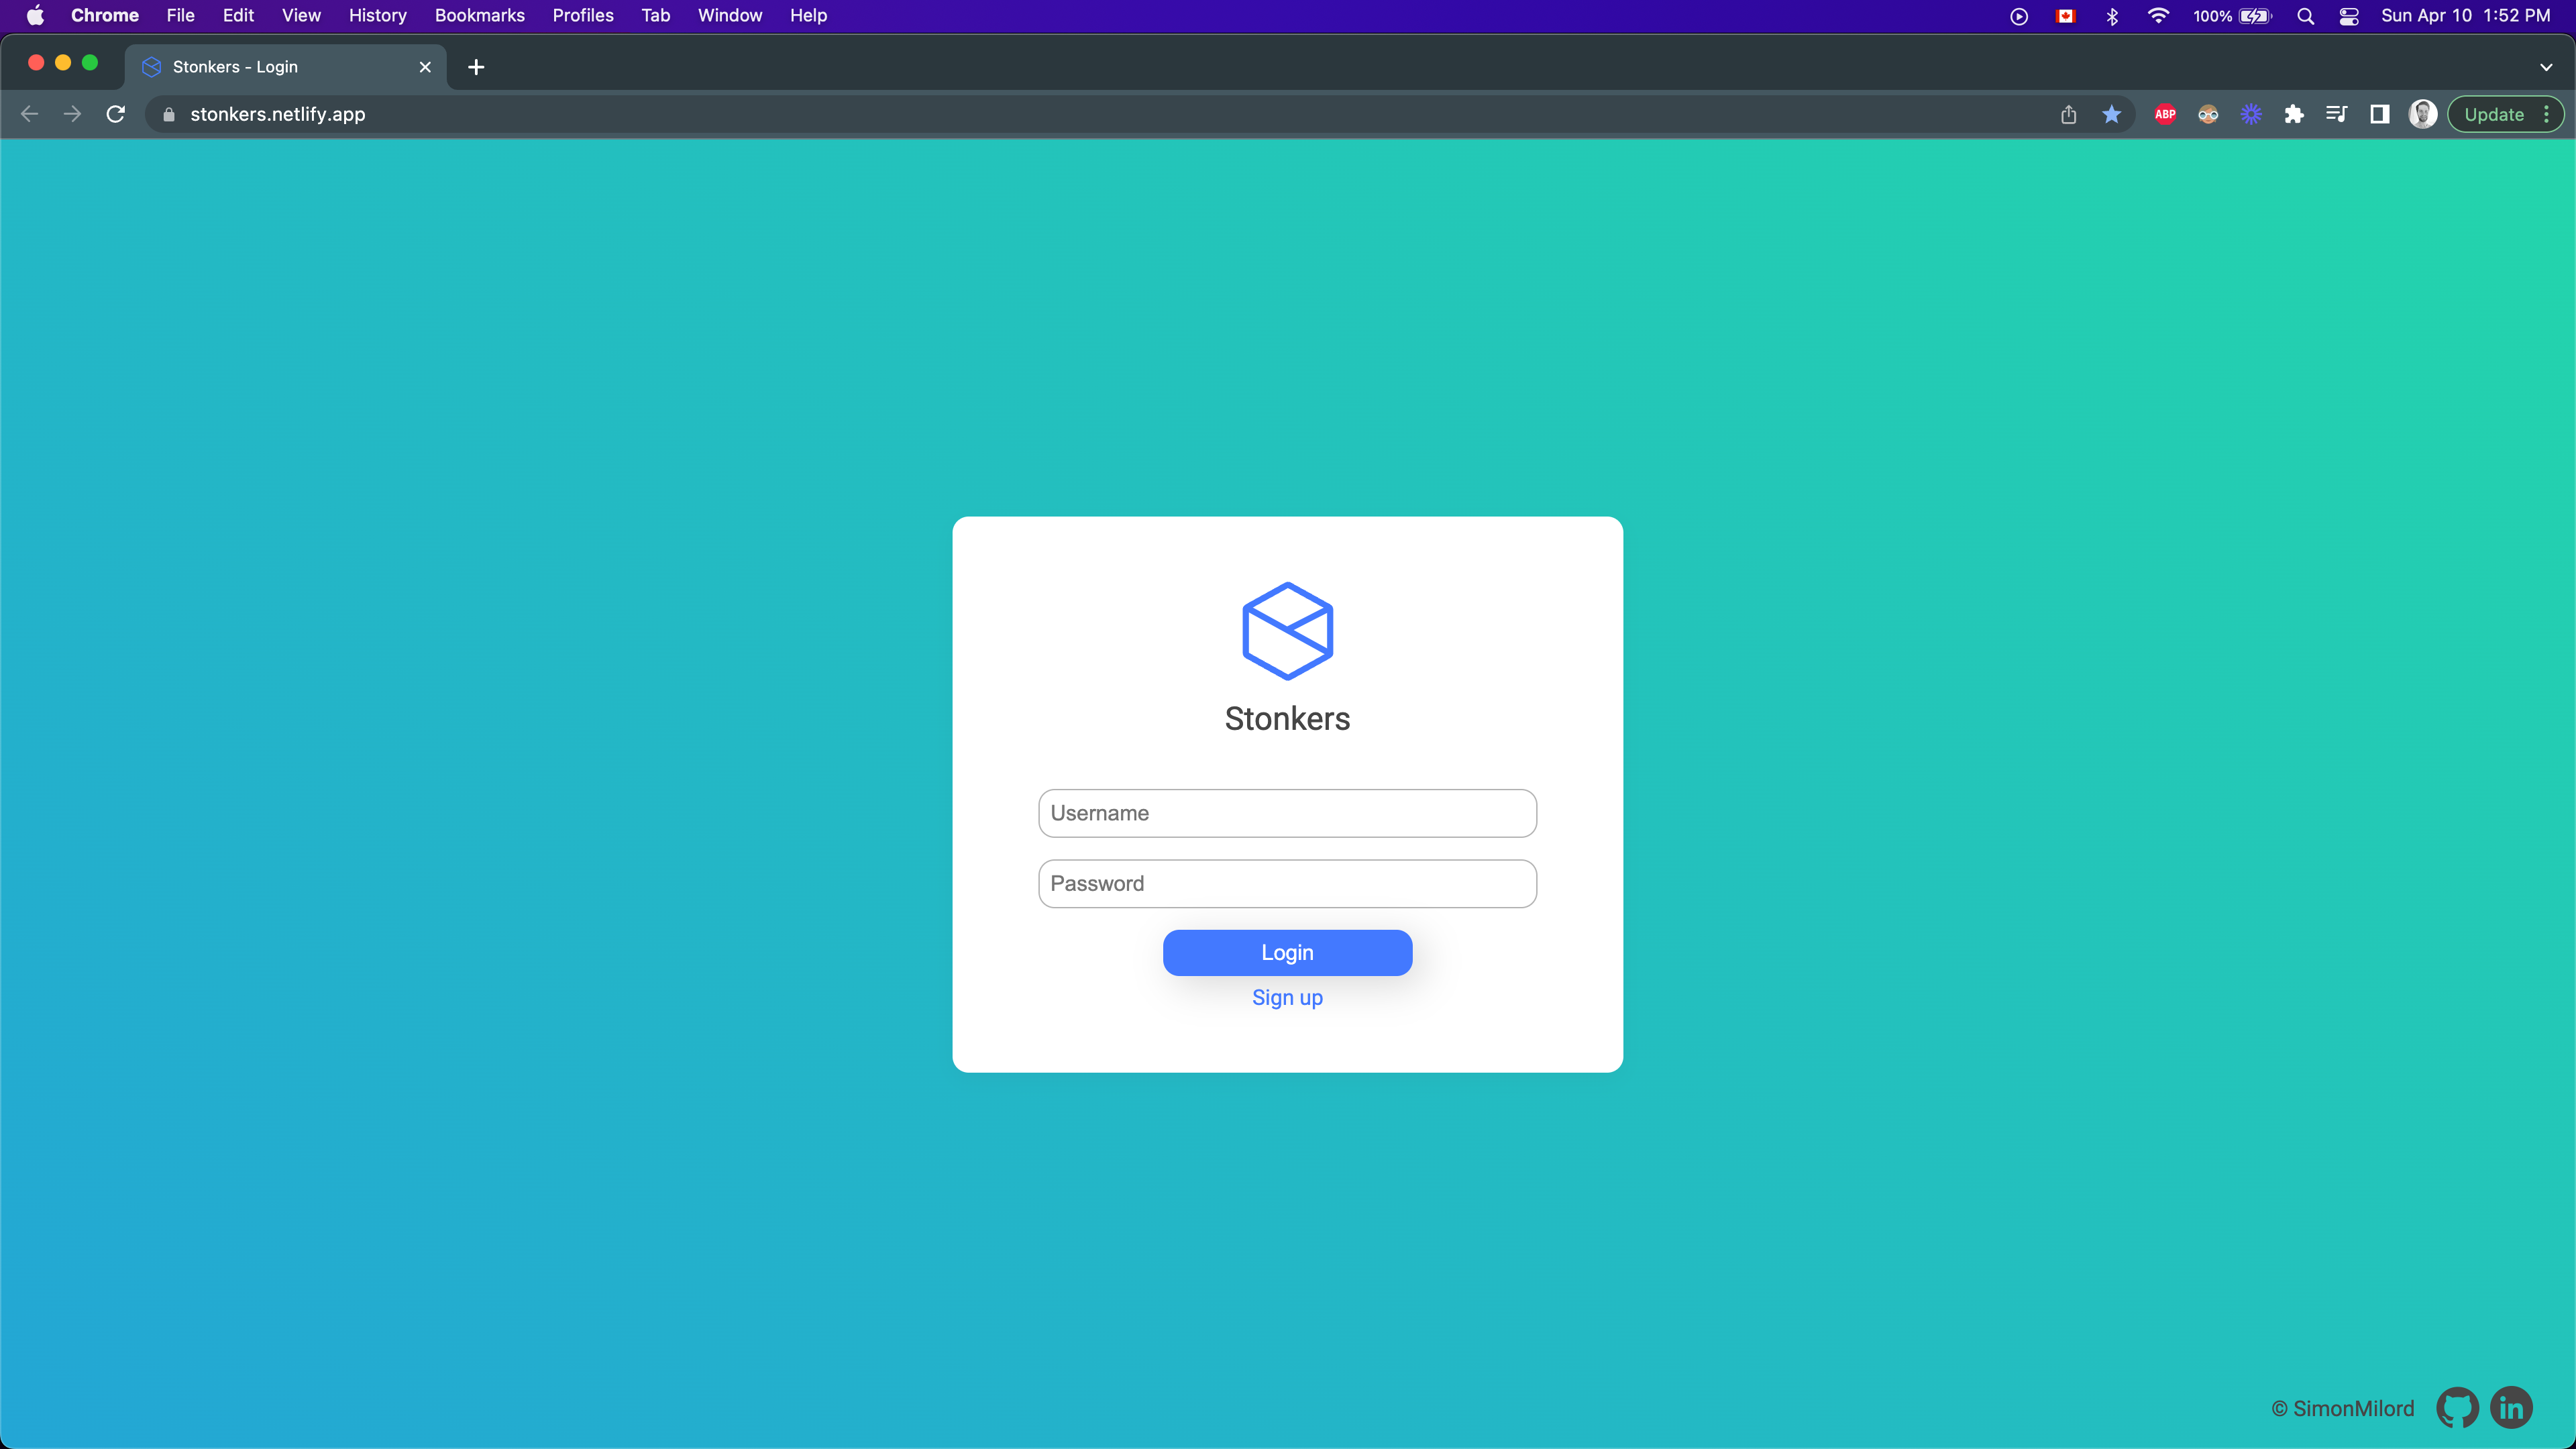 Chrome File Edit View History Bookmarks Profiles Tab Window Help 100% Sun Apr 10 1:52 PM
Stonkers - Login
stonkers.netlify.app ABP Update
Stonkers
Username
Password
Login
Sign up
© SimonMilord in